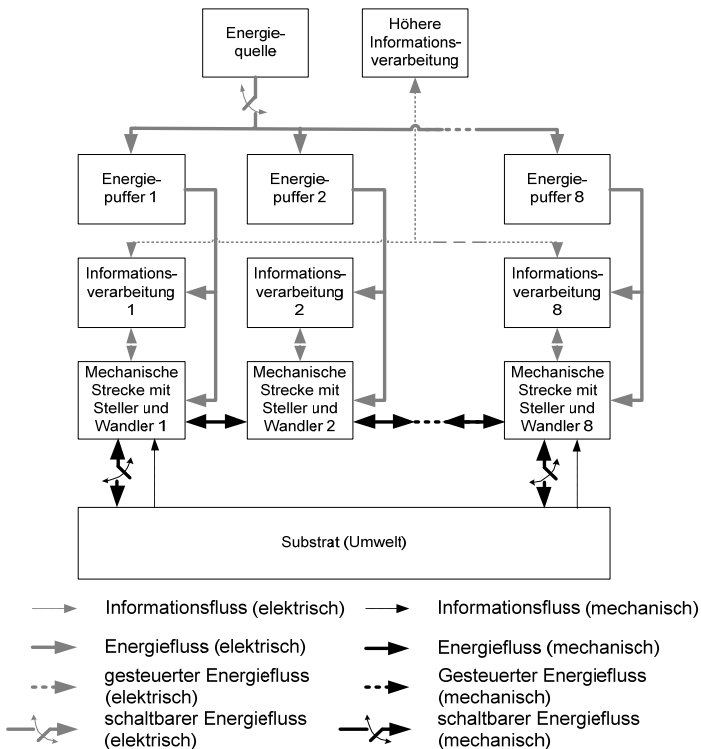 Energie-
quelle
Höhere
Informations-
verarbeitung
Energie-
puffer 1
Energie-
puffer 2
Energie-
puffer 8
Informations-
verarbeitung
1
Informations-
verarbeitung
2
Informations-
verarbeitung
8
Mechanische
Strecke mit
Steller und
Wandler 1
Mechanische
Strecke mit
Steller und
Wandler 2
Mechanische
Strecke mit
Steller und
Wandler 8
Substrat (Umwelt)
Informationsfluss (elektrisch)
Informationsfluss (mechanisch)
Energiefluss (elektrisch)
Energiefluss (mechanisch)
gesteuerter Energiefluss
(elektrisch)
Gesteuerter Energiefluss
(mechanisch)
schaltbarer Energiefluss
(elektrisch)
schaltbarer Energiefluss
(mechanisch)